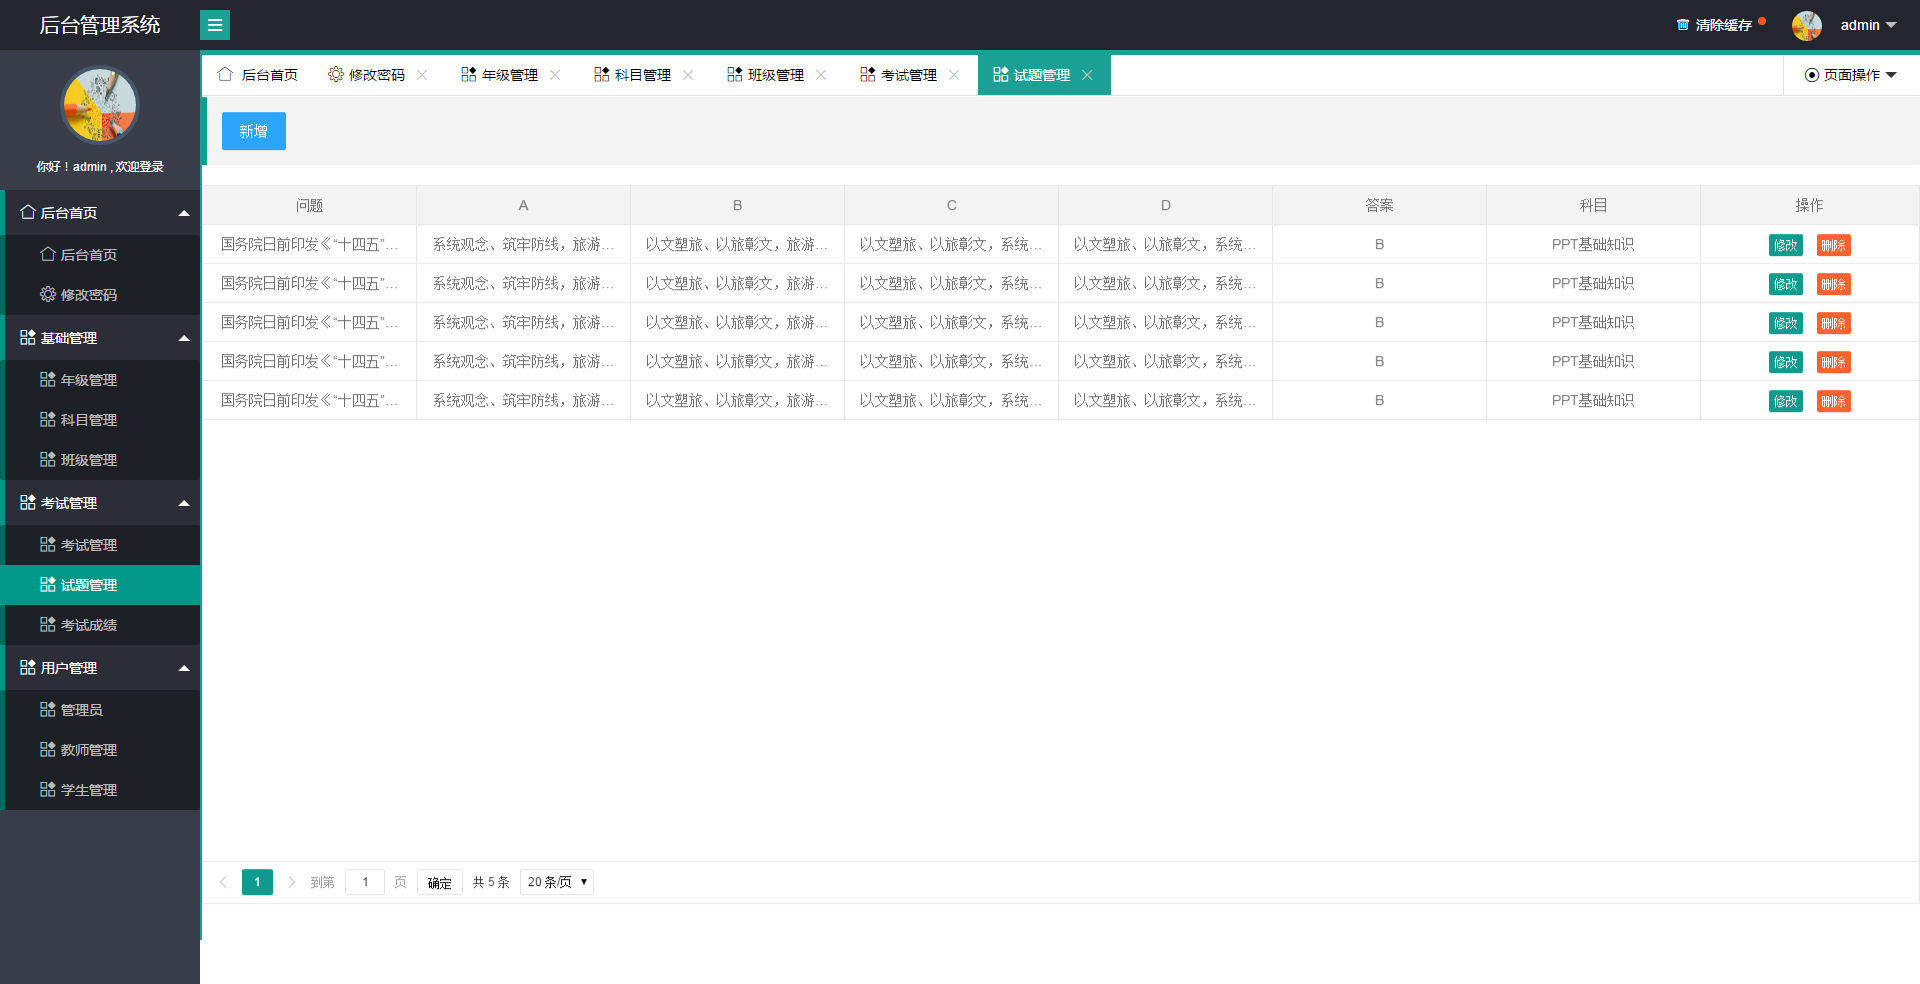 后台管理系统
清除缓存
admin
你好！admin , 欢迎登录
后台首页
后台首页
修改密码
基础管理
年级管理
科目管理
班级管理
考试管理
考试管理
试题管理
考试成绩
用户管理
管理员
教师管理
学生管理
后台首页 修改密码 年级管理 科目管理 班级管理 考试管理 试题管理 页面操作
新增
问题 A B C D 答案 科目 操作
国务院日前印发《“十四五”... 系统观念、筑牢防线，旅游... 以文塑旅、以旅彰文，旅游... 以文塑旅、以旅彰文，系统... 以文塑旅、以旅彰文，系统... B PPT基础知识 修改 删除
国务院日前印发《“十四五”... 系统观念、筑牢防线，旅游... 以文塑旅、以旅彰文，旅游... 以文塑旅、以旅彰文，系统... 以文塑旅、以旅彰文，系统... B PPT基础知识 修改 删除
国务院日前印发《“十四五”... 系统观念、筑牢防线，旅游... 以文塑旅、以旅彰文，旅游... 以文塑旅、以旅彰文，系统... 以文塑旅、以旅彰文，系统... B PPT基础知识 修改 删除
国务院日前印发《“十四五”... 系统观念、筑牢防线，旅游... 以文塑旅、以旅彰文，旅游... 以文塑旅、以旅彰文，系统... 以文塑旅、以旅彰文，系统... B PPT基础知识 修改 删除
国务院日前印发《“十四五”... 系统观念、筑牢防线，旅游... 以文塑旅、以旅彰文，旅游... 以文塑旅、以旅彰文，系统... 以文塑旅、以旅彰文，系统... B PPT基础知识 修改 删除
1 到第 1 页 确定 共 5 条 20 条/页